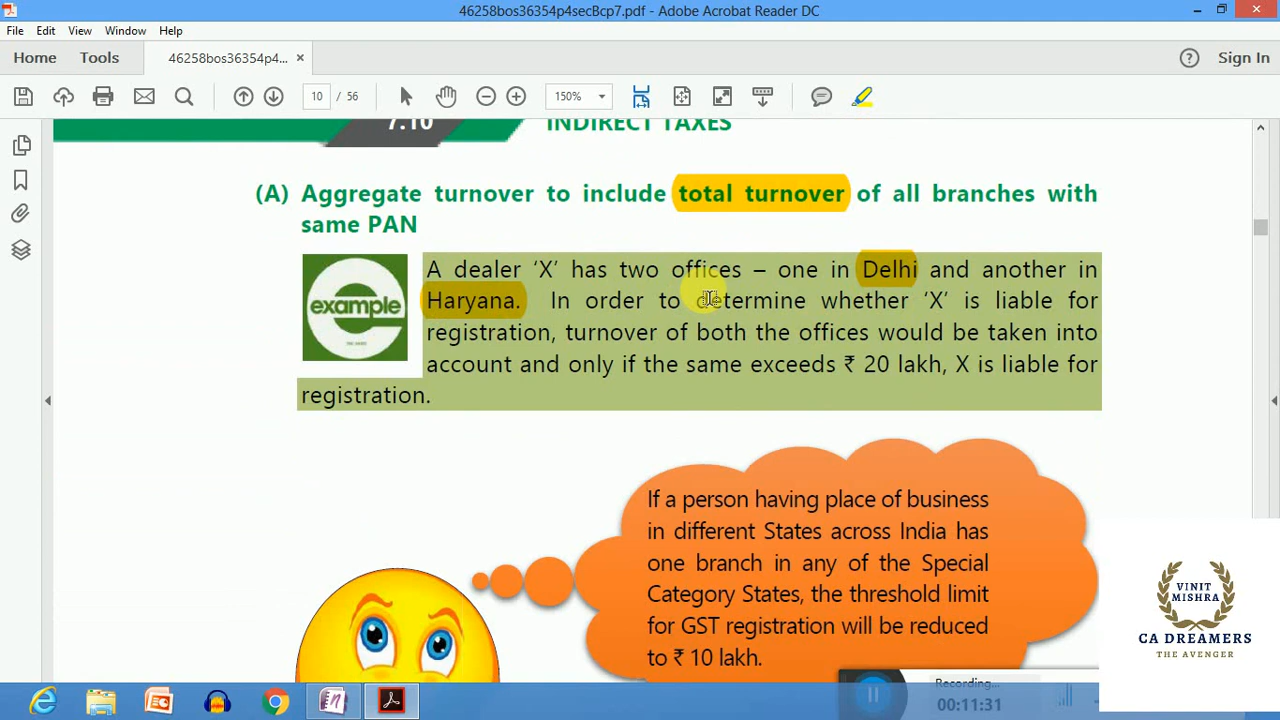 46258bos36354p4secBcp7.pdf - Adobe Acrobat Reader DC
File Edit View Window Help
Home Tools 46258bos36354p4... × Sign In
10 / 56 150%
7.10 INDIRECT TAXES
(A) Aggregate turnover to include total turnover of all branches with
same PAN
example
A dealer ‘X’ has two offices – one in Delhi and another in
Haryana. In order to determine whether ‘X’ is liable for
registration, turnover of both the offices would be taken into
account and only if the same exceeds ₹ 20 lakh, X is liable for
registration.
If a person having place of business
in different States across India has
one branch in any of the Special
Category States, the threshold limit
for GST registration will be reduced
to ₹ 10 lakh.
VINIT
MISHRA
CA DREAMERS
THE AVENGER
Recording...
00:11:31